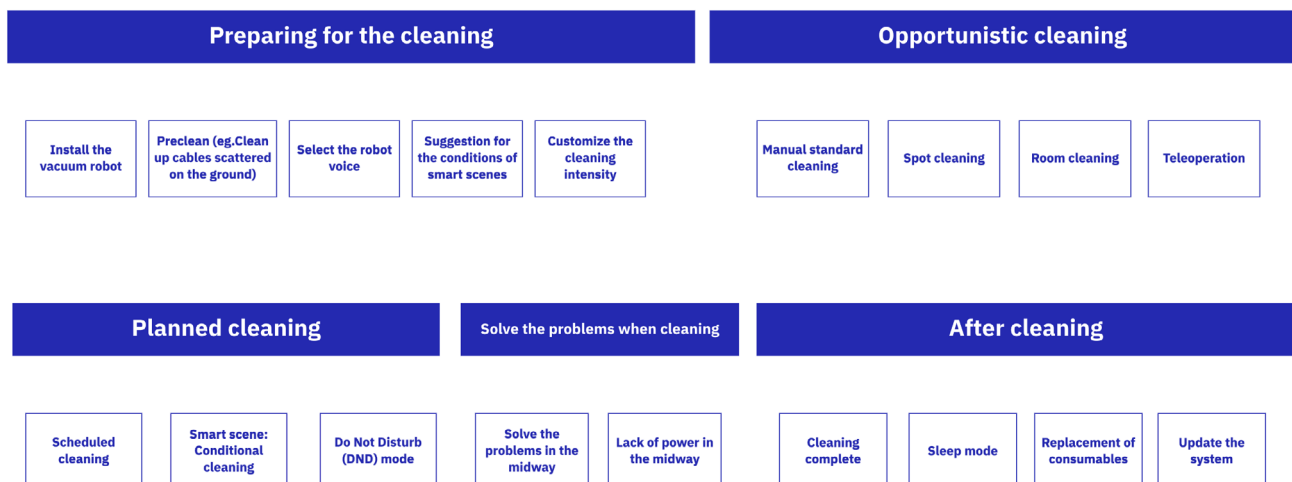 Preparing for the cleaning
Opportunistic cleaning
Install the
vacuum robot
Preclean (eg.Clean
up cables scattered
on the ground)
Select the robot
voice
Suggestion for
the conditions of
smart scenes
Customize the
cleaning
intensity
Manual standard
cleaning
Spot cleaning
Room cleaning
Teleoperation
Planned cleaning
Solve the problems when cleaning
After cleaning
Scheduled
cleaning
Smart scene:
Conditional
cleaning
Do Not Disturb
(DND) mode
Solve the
problems in the
midway
Lack of power in
the midway
Cleaning
complete
Sleep mode
Replacement of
consumables
Update the
system